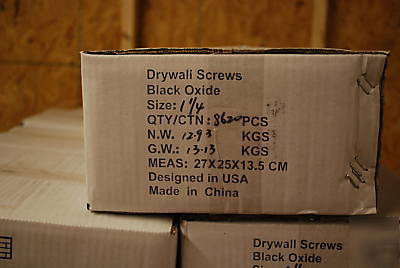 Drywall Screws
Black Oxide
Size: 1 1/4
QTY/CTN: 8620 PCS
N.W. 12.93 KGS
G.W.: 13.13 KGS
MEAS: 27X25X13.5 CM
Designed in USA
Made in China
Drywall Screws
Black Oxide